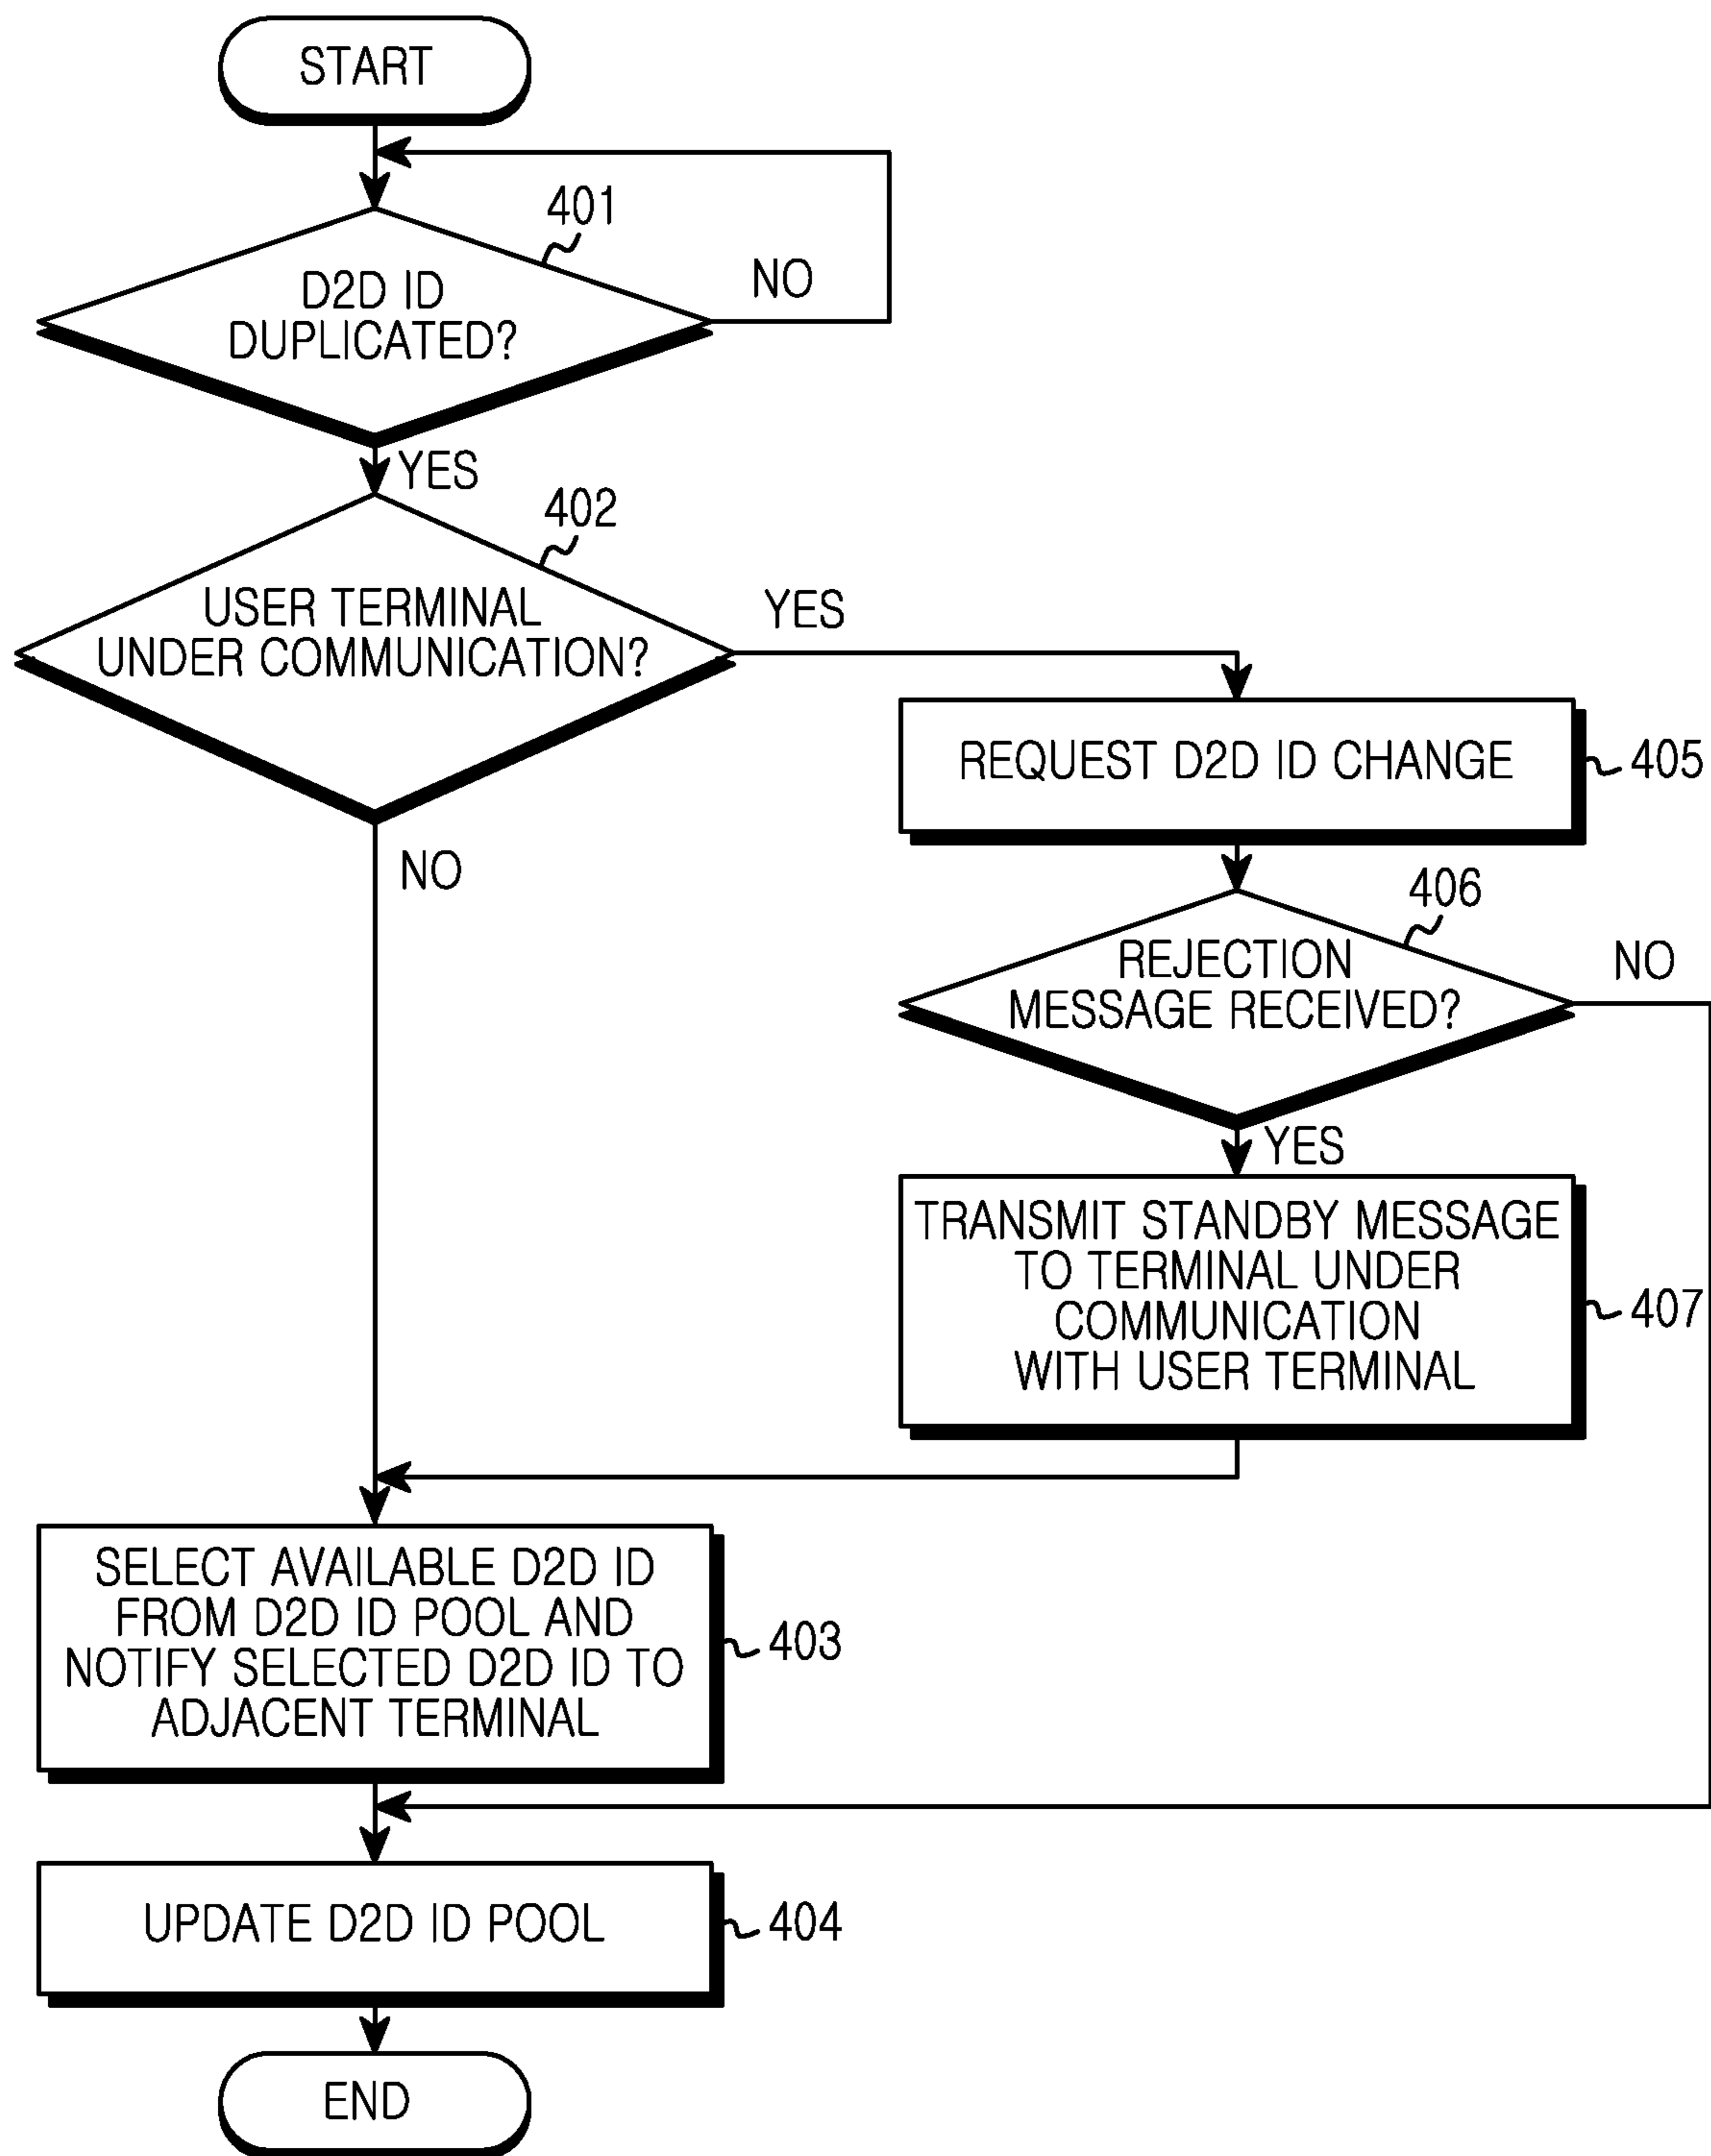 START
401
D2D ID
DUPLICATED?
NO
YES
402
USER TERMINAL
UNDER COMMUNICATION?
YES
NO
REQUEST D2D ID CHANGE
405
406
REJECTION
MESSAGE RECEIVED?
NO
YES
TRANSMIT STANDBY MESSAGE
TO TERMINAL UNDER
COMMUNICATION
WITH USER TERMINAL
407
SELECT AVAILABLE D2D ID
FROM D2D ID POOL AND
NOTIFY SELECTED D2D ID TO
ADJACENT TERMINAL
403
UPDATE D2D ID POOL
404
END